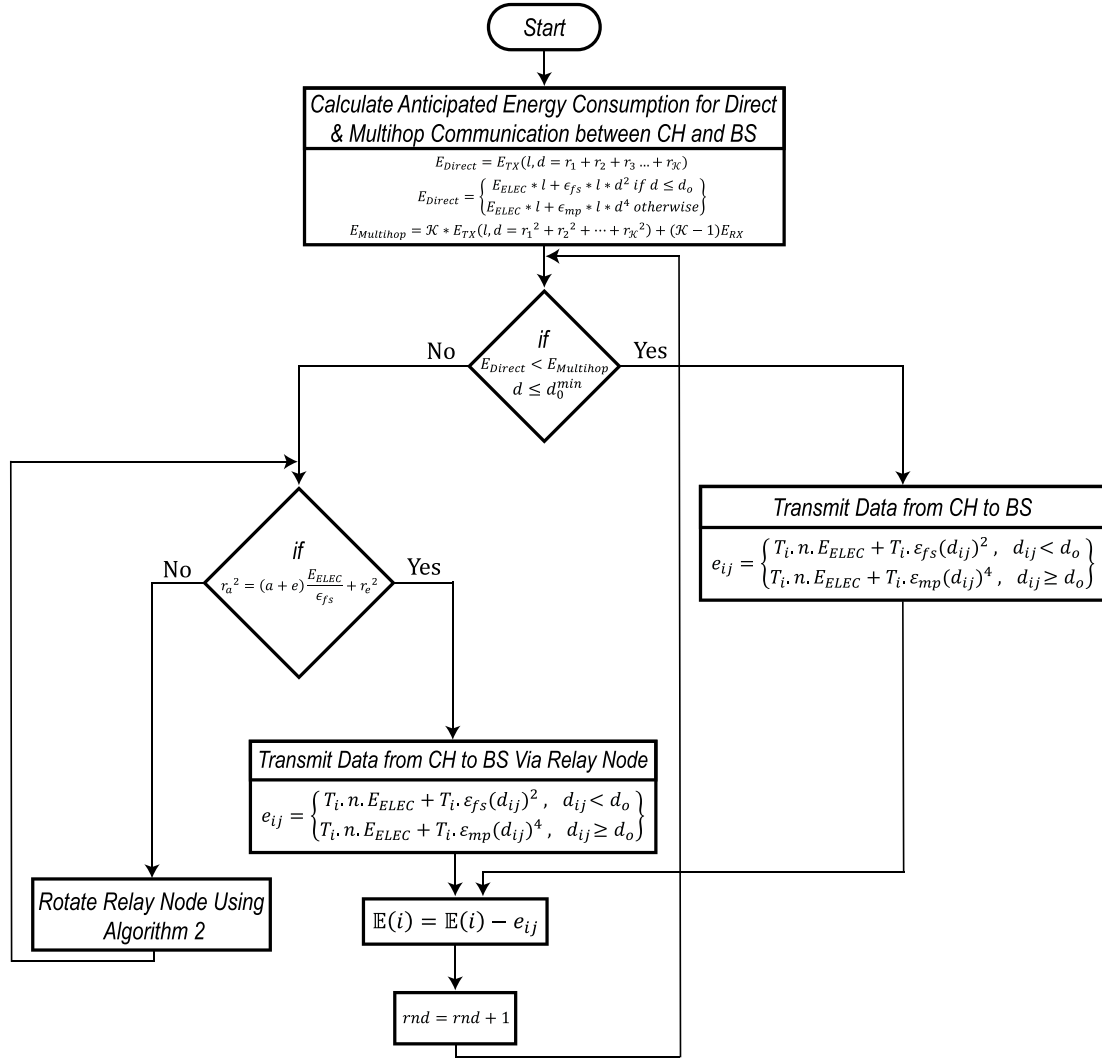 Start
Calculate Anticipated Energy Consumption for Direct
& Multihop Communication between CH and BS
E_Direct = E_TX(l, d = r_1 + r_2 + r_3 … + r_𝒦)
E_Direct = {E_ELEC * l + ϵ_fs * l * d^2 if d ≤ d_o
E_ELEC * l + ϵ_mp * l * d^4 otherwise}
E_Multihop = 𝒦 * E_TX(l, d = r_1^2 + r_2^2 + ⋯ + r_𝒦^2) + (𝒦 − 1)E_RX
if
E_Direct < E_Multihop
d ≤ d_0^min
No
Yes
Transmit Data from CH to BS
e_ij = {T_i. n. E_ELEC + T_i. ε_fs(d_ij)^2 , d_ij < d_o
T_i. n. E_ELEC + T_i. ε_mp(d_ij)^4 , d_ij ≥ d_o}
if
r_a^2 = (a + e) E_ELEC/ϵ_fs + r_e^2
No
Yes
Transmit Data from CH to BS Via Relay Node
e_ij = {T_i. n. E_ELEC + T_i. ε_fs(d_ij)^2 , d_ij < d_o
T_i. n. E_ELEC + T_i. ε_mp(d_ij)^4 , d_ij ≥ d_o}
Rotate Relay Node Using
Algorithm 2
𝔼(i) = 𝔼(i) − e_ij
rnd = rnd + 1